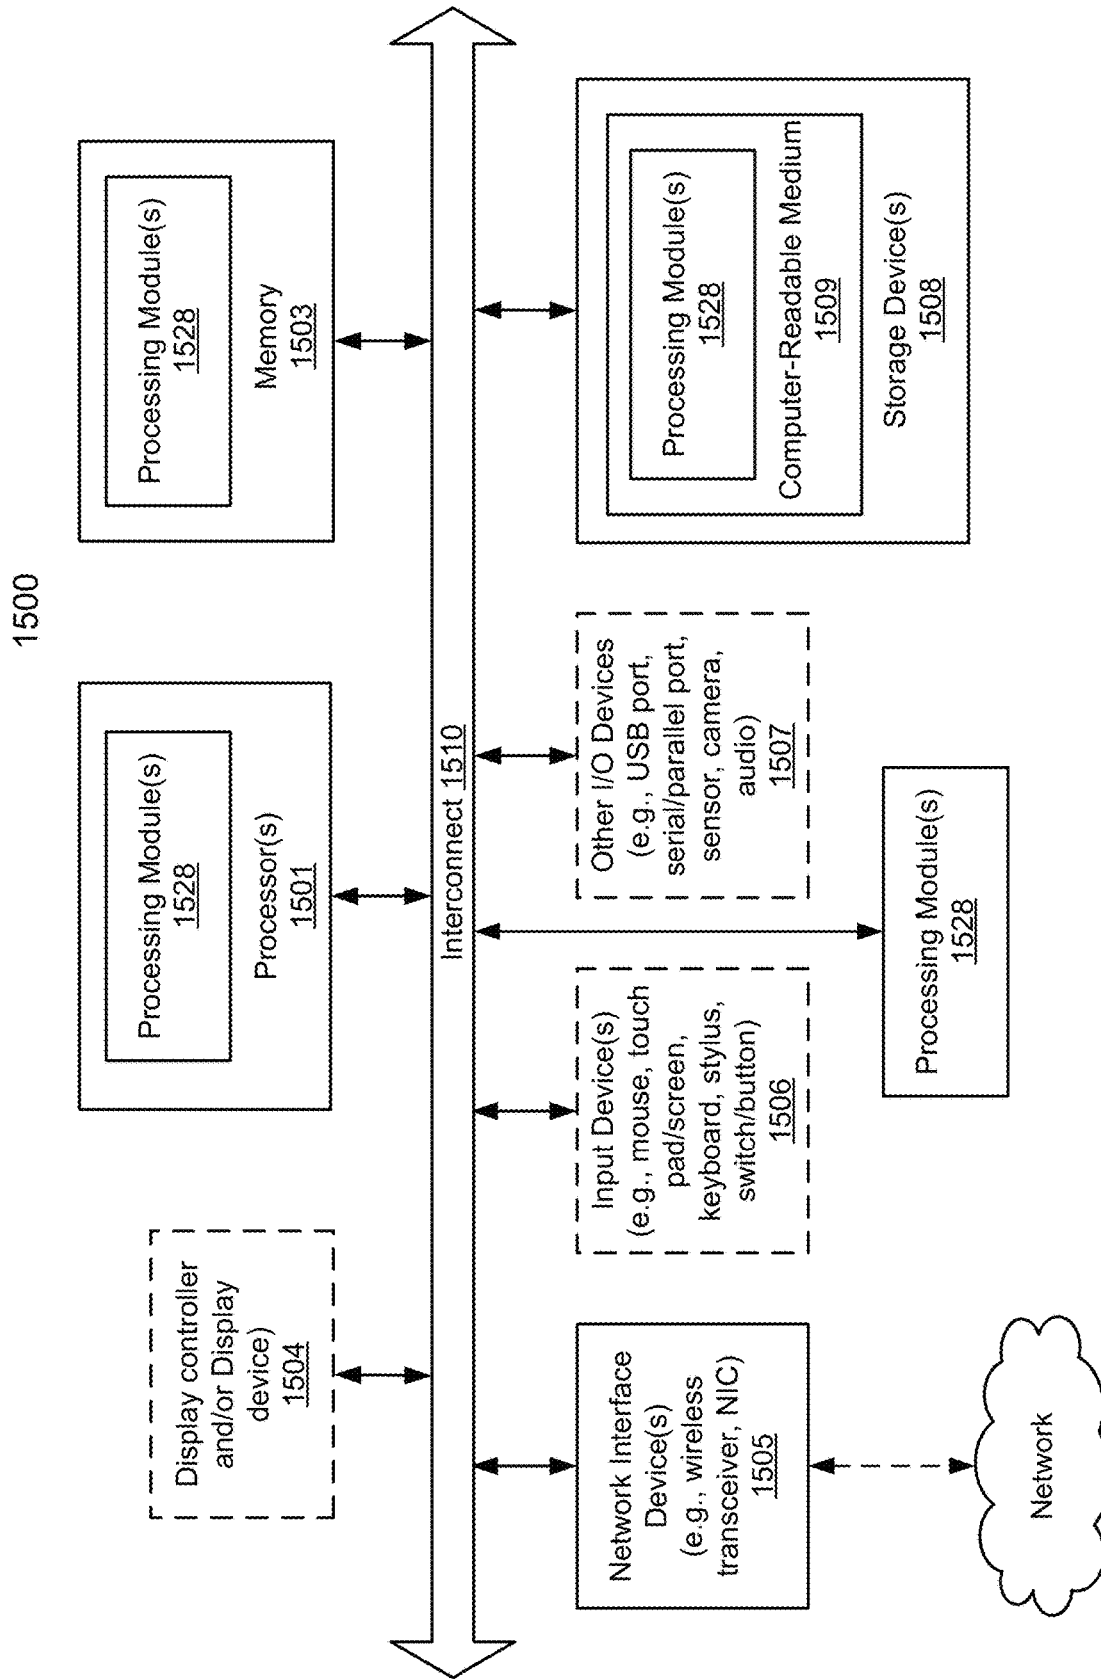 1500
Display controller
and/or Display
device)
1504
Processing Module(s)
1528
Processor(s)
1501
Processing Module(s)
1528
Memory
1503
Interconnect 1510
Network Interface
Device(s)
(e.g., wireless
transceiver, NIC)
1505
Input Device(s)
(e.g., mouse, touch
pad/screen,
keyboard, stylus,
switch/button)
1506
Other I/O Devices
(e.g., USB port,
serial/parallel port,
sensor, camera,
audio)
1507
Processing Module(s)
1528
Computer-Readable Medium
1509
Storage Device(s)
1508
Processing Module(s)
1528
Network